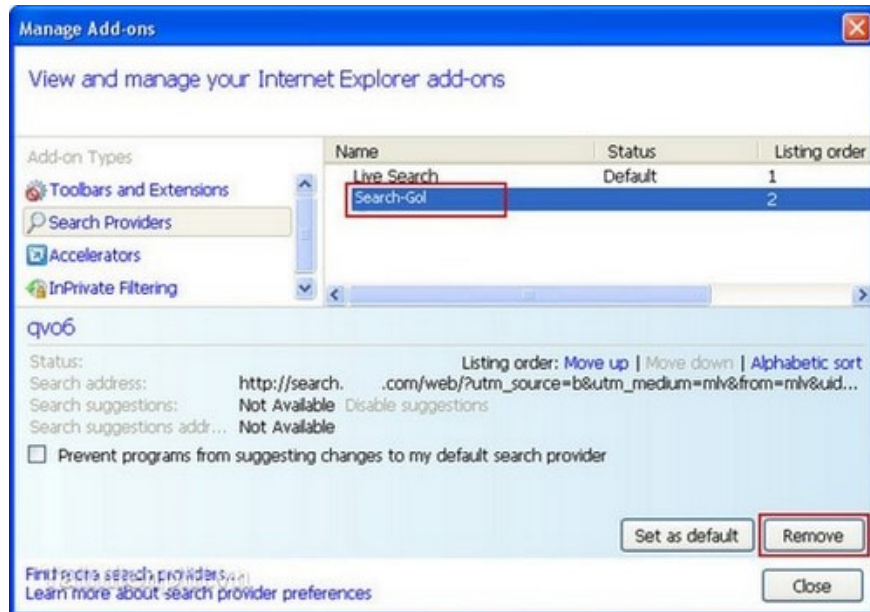 Manage Add-ons
View and manage your Internet Explorer add-ons
Add-on Types
Toolbars and Extensions
Search Providers
Accelerators
InPrivate Filtering
Name Status Listing order
Live Search Default 1
Search-Gol 2
qvo6
Status:
Listing order: Move up | Move down | Alphabetic sort
Search address: http://search. .com/web/?utm_source=b&utm_medium=mlv&from=mlv&uid...
Search suggestions: Not Available Disable suggestions
Search suggestions addr... Not Available
Prevent programs from suggesting changes to my default search provider
Set as default Remove
Find more search providers...
Learn more about search provider preferences
Close